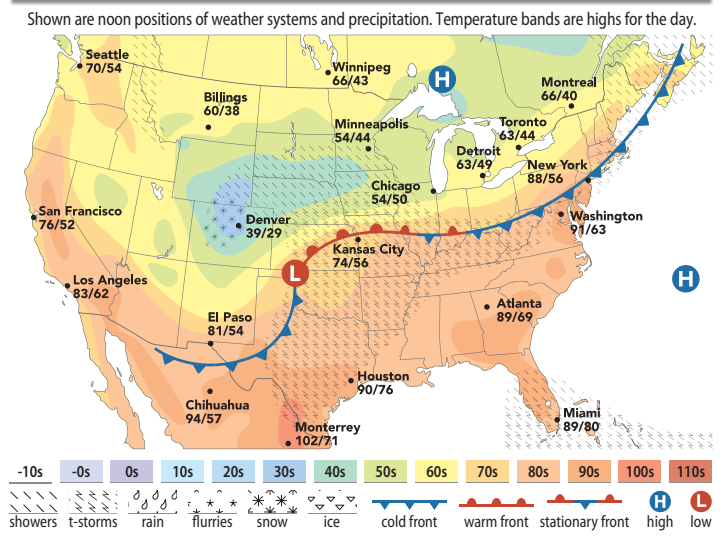 Shown are noon positions of weather systems and precipitation. Temperature bands are highs for the day.
Seattle
70/54
Winnipeg
66/43
H
Billings
60/38
Montreal
66/40
Minneapolis
54/44
Toronto
63/44
Detroit
63/49
New York
88/56
Chicago
54/50
San Francisco
76/52
Denver
39/29
Washington
91/63
Kansas City
74/56
L
Los Angeles
83/62
H
Atlanta
89/69
El Paso
81/54
Houston
90/76
Chihuahua
94/57
Miami
89/80
Monterrey
102/71
-10s -0s 0s 10s 20s 30s 40s 50s 60s 70s 80s 90s 100s 110s
H L
showers t-storms rain flurries snow ice cold front warm front stationary front high low